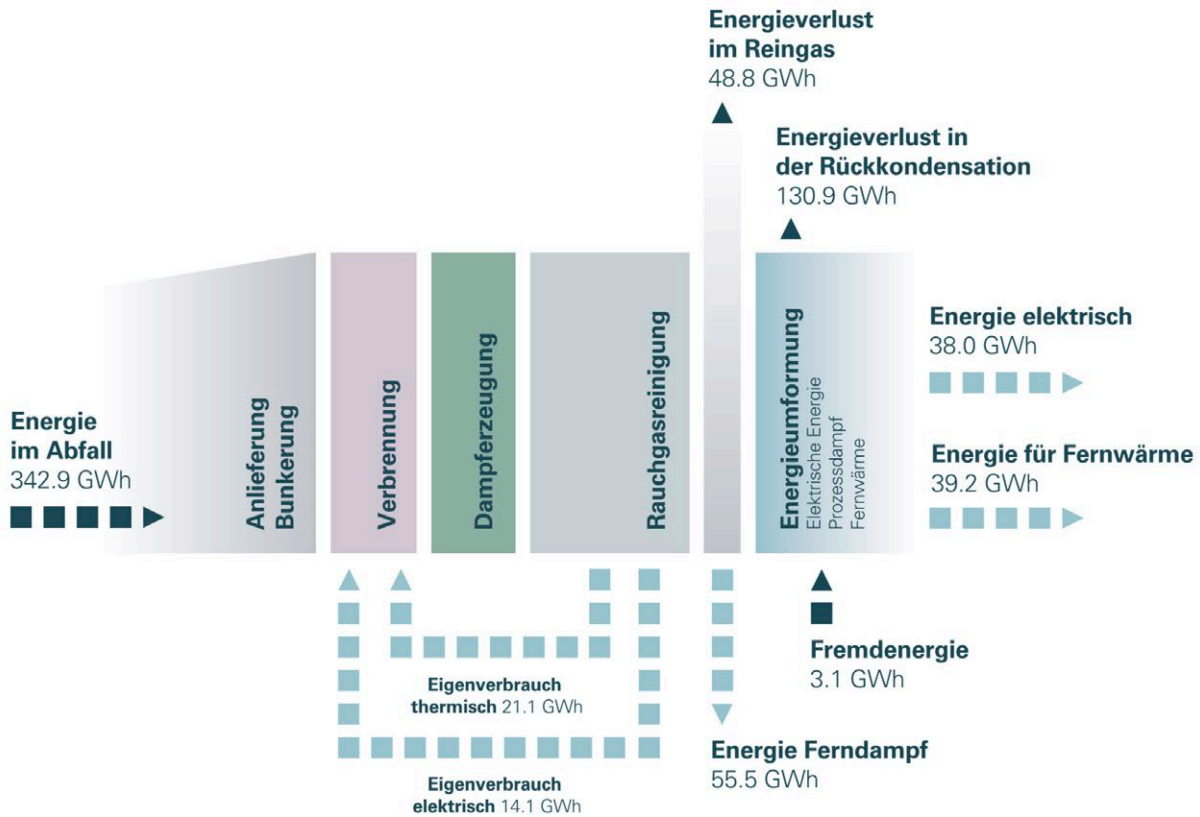 Energieverlust
im Reingas
48.8 GWh
Energieverlust in
der Rückkondensation
130.9 GWh
Energie
im Abfall
342.9 GWh
Anlieferung
Bunkerung
Verbrennung
Dampferzeugung
Rauchgasreinigung
Energieumformung
Elektrische Energie
Prozessdampf
Fernwärme
Energie elektrisch
38.0 GWh
Energie für Fernwärme
39.2 GWh
Eigenverbrauch
thermisch 21.1 GWh
Eigenverbrauch
elektrisch 14.1 GWh
Fremdenergie
3.1 GWh
Energie Ferndampf
55.5 GWh